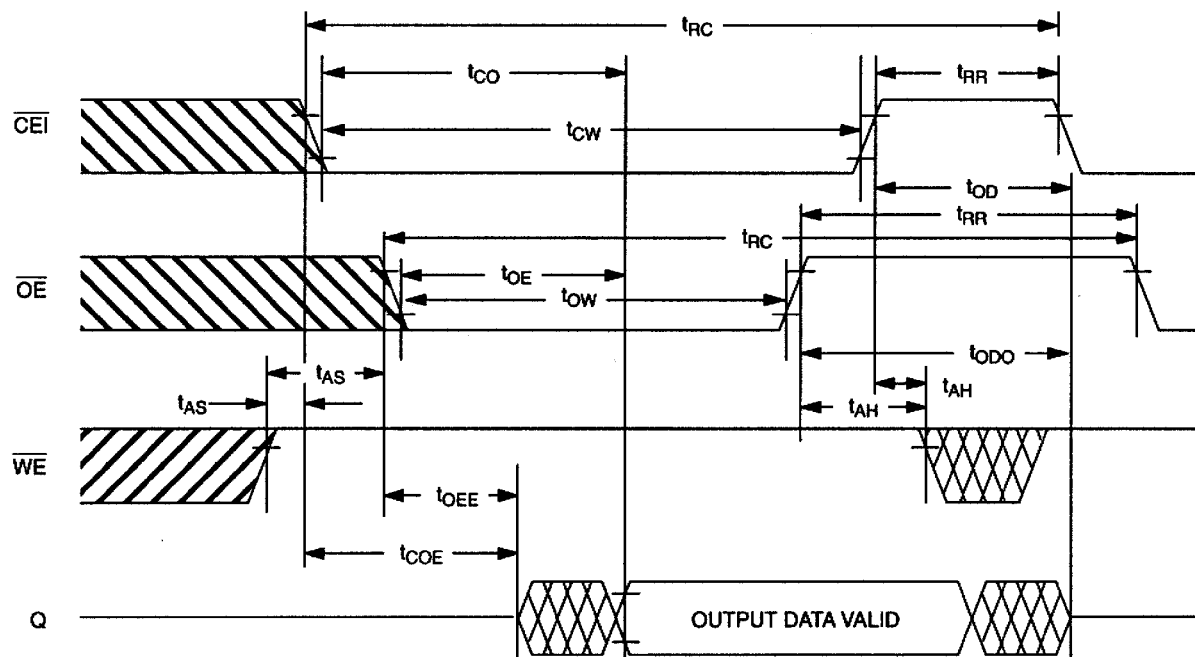 tRC
tCO
tRR
CEI
tCW
tOD
tRR
tRC
OE
tOE
tOW
tODO
tAS
tAS
tAH
tAH
WE
tOEE
tCOE
Q
OUTPUT DATA VALID